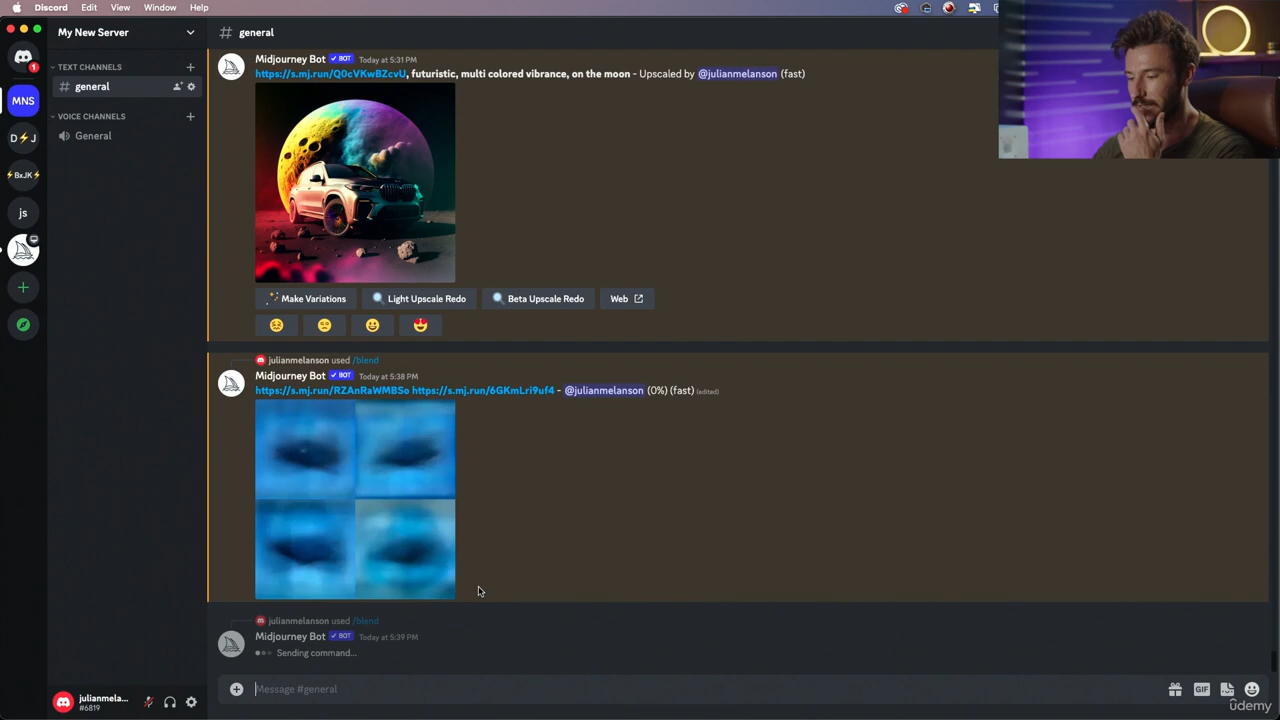 Discord Edit View Window Help
My New Server
# general
1
TEXT CHANNELS
# general
MNS
VOICE CHANNELS
General
D⚡J
⚡BxJK⚡
js
Midjourney Bot ✓ BOT Today at 5:31 PM
https://s.mj.run/Q0cVKwBZcvU, futuristic, multi colored vibrance, on the moon - Upscaled by @julianmelanson (fast)
Make Variations Light Upscale Redo Beta Upscale Redo Web
julianmelanson used /blend
Midjourney Bot ✓ BOT Today at 5:38 PM
https://s.mj.run/RZAnRaWMBSo https://s.mj.run/6GKmLri9uf4 - @julianmelanson (0%) (fast) (edited)
julianmelanson used /blend
Midjourney Bot ✓ BOT Today at 5:39 PM
Sending command...
Message #general
GIF
julianmela...
#6819
udemy